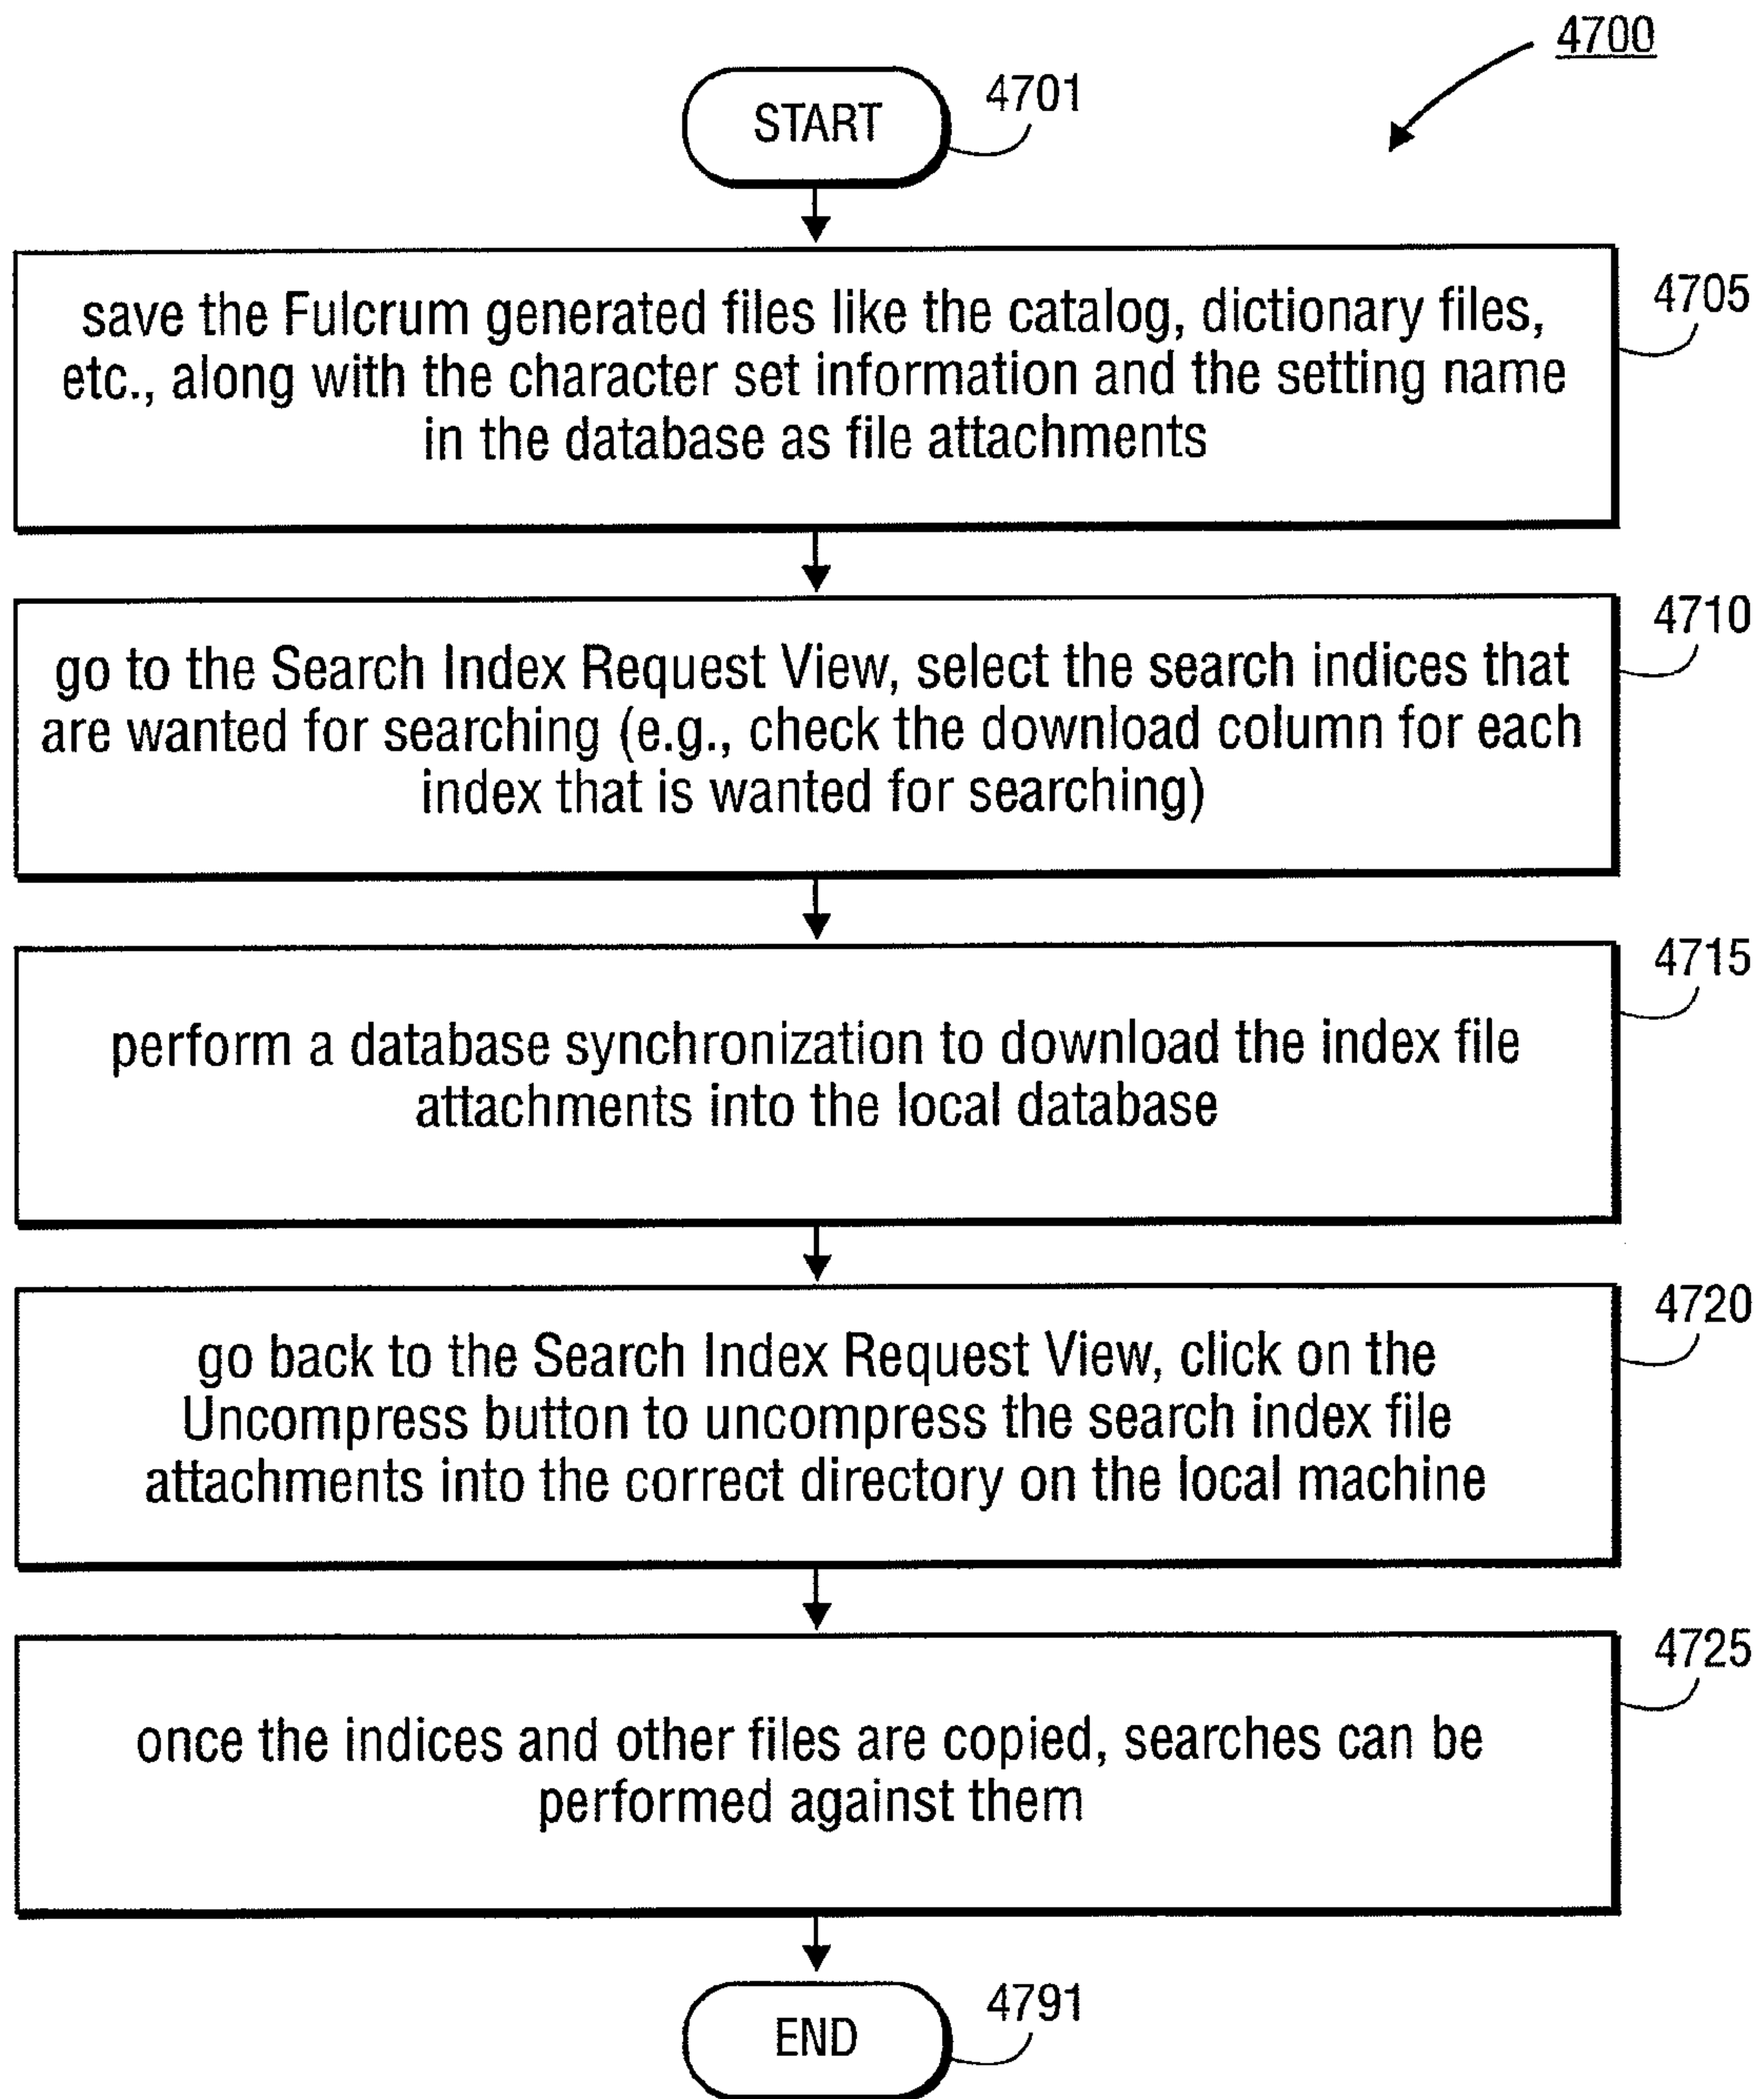 4700
START
4701
save the Fulcrum generated files like the catalog, dictionary files,
etc., along with the character set information and the setting name
in the database as file attachments
4705
go to the Search Index Request View, select the search indices that
are wanted for searching (e.g., check the download column for each
index that is wanted for searching)
4710
perform a database synchronization to download the index file
attachments into the local database
4715
go back to the Search Index Request View, click on the
Uncompress button to uncompress the search index file
attachments into the correct directory on the local machine
4720
once the indices and other files are copied, searches can be
performed against them
4725
END
4791